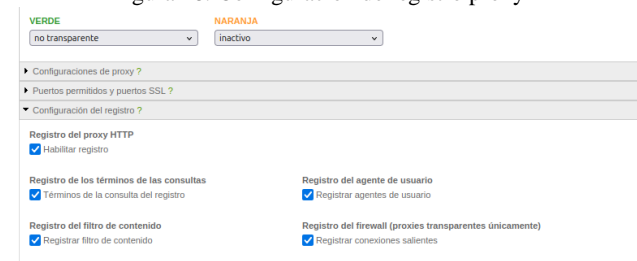 VERDE NARANJA
no transparente inactivo
Configuraciones de proxy ?
Puertos permitidos y puertos SSL ?
Configuración del registro ?
Registro del proxy HTTP
Habilitar registro
Registro de los términos de las consultas Registro del agente de usuario
Términos de la consulta del registro Registrar agentes de usuario
Registro del filtro de contenido Registro del firewall (proxies transparentes únicamente)
Registrar filtro de contenido Registrar conexiones salientes